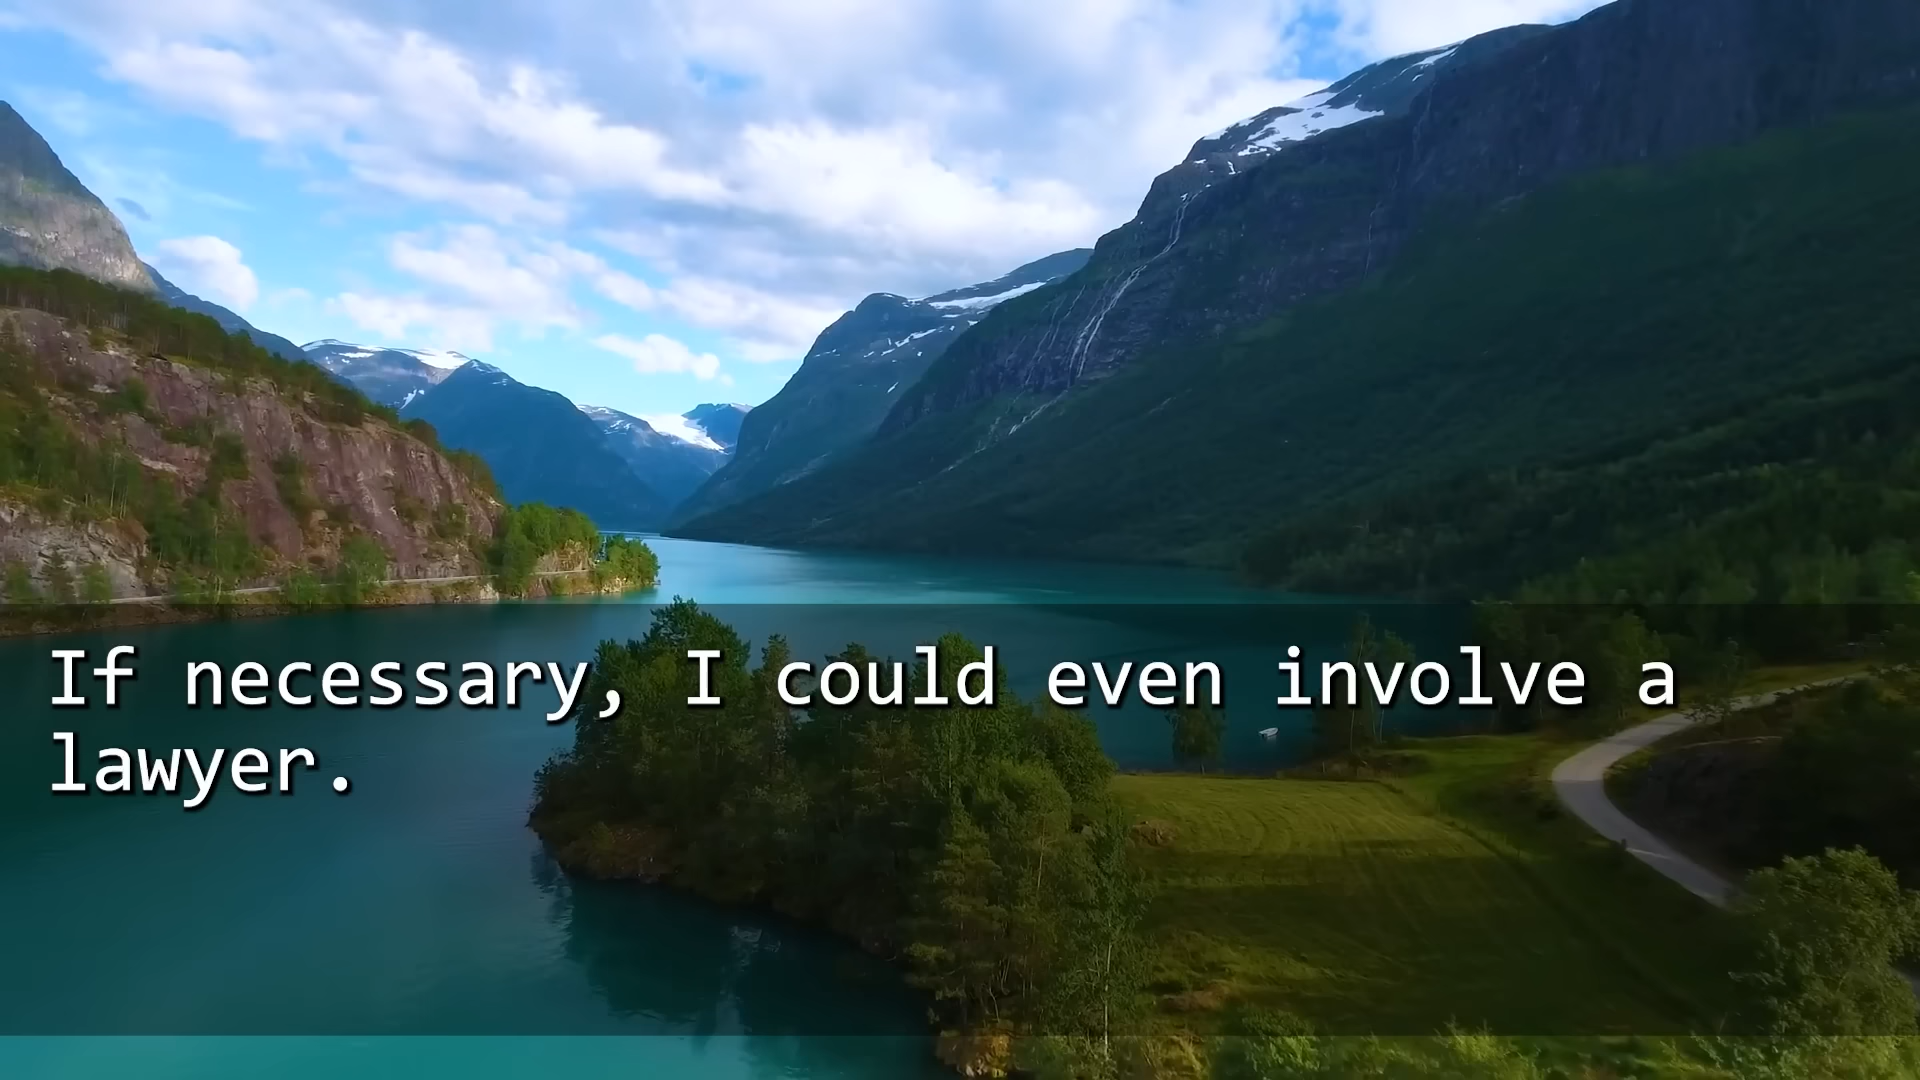 If necessary, I could even involve a
lawyer.